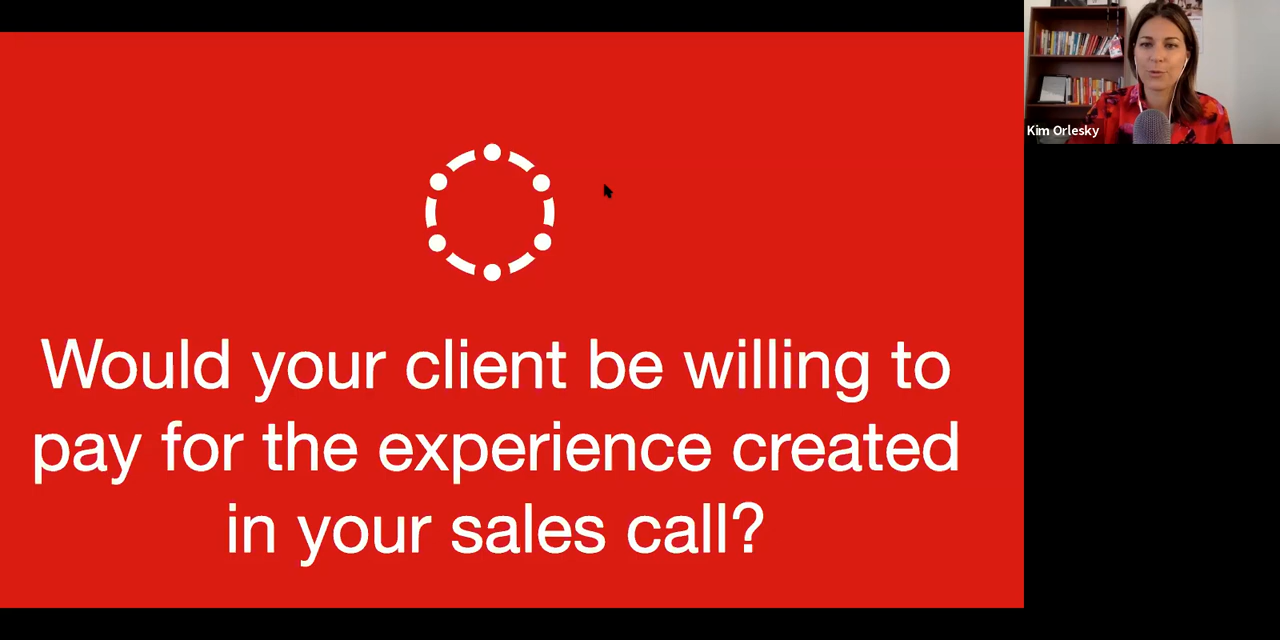 Kim Orlesky
Would your client be willing to
pay for the experience created
in your sales call?